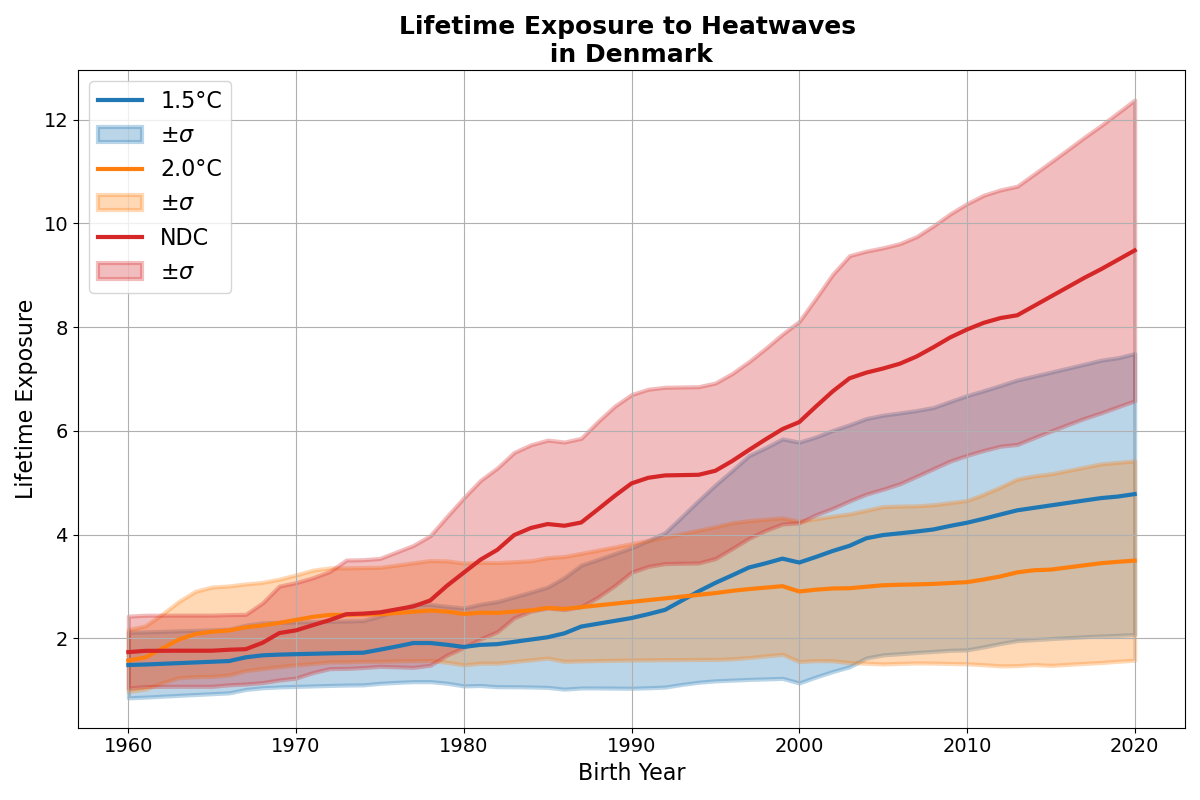 Lifetime Exposure to Heatwaves
in Denmark
1.5°C
±σ
2.0°C
±σ
NDC
±σ
Lifetime Exposure
12
10
8
6
4
2
1960 1970 1980 1990 2000 2010 2020
Birth Year